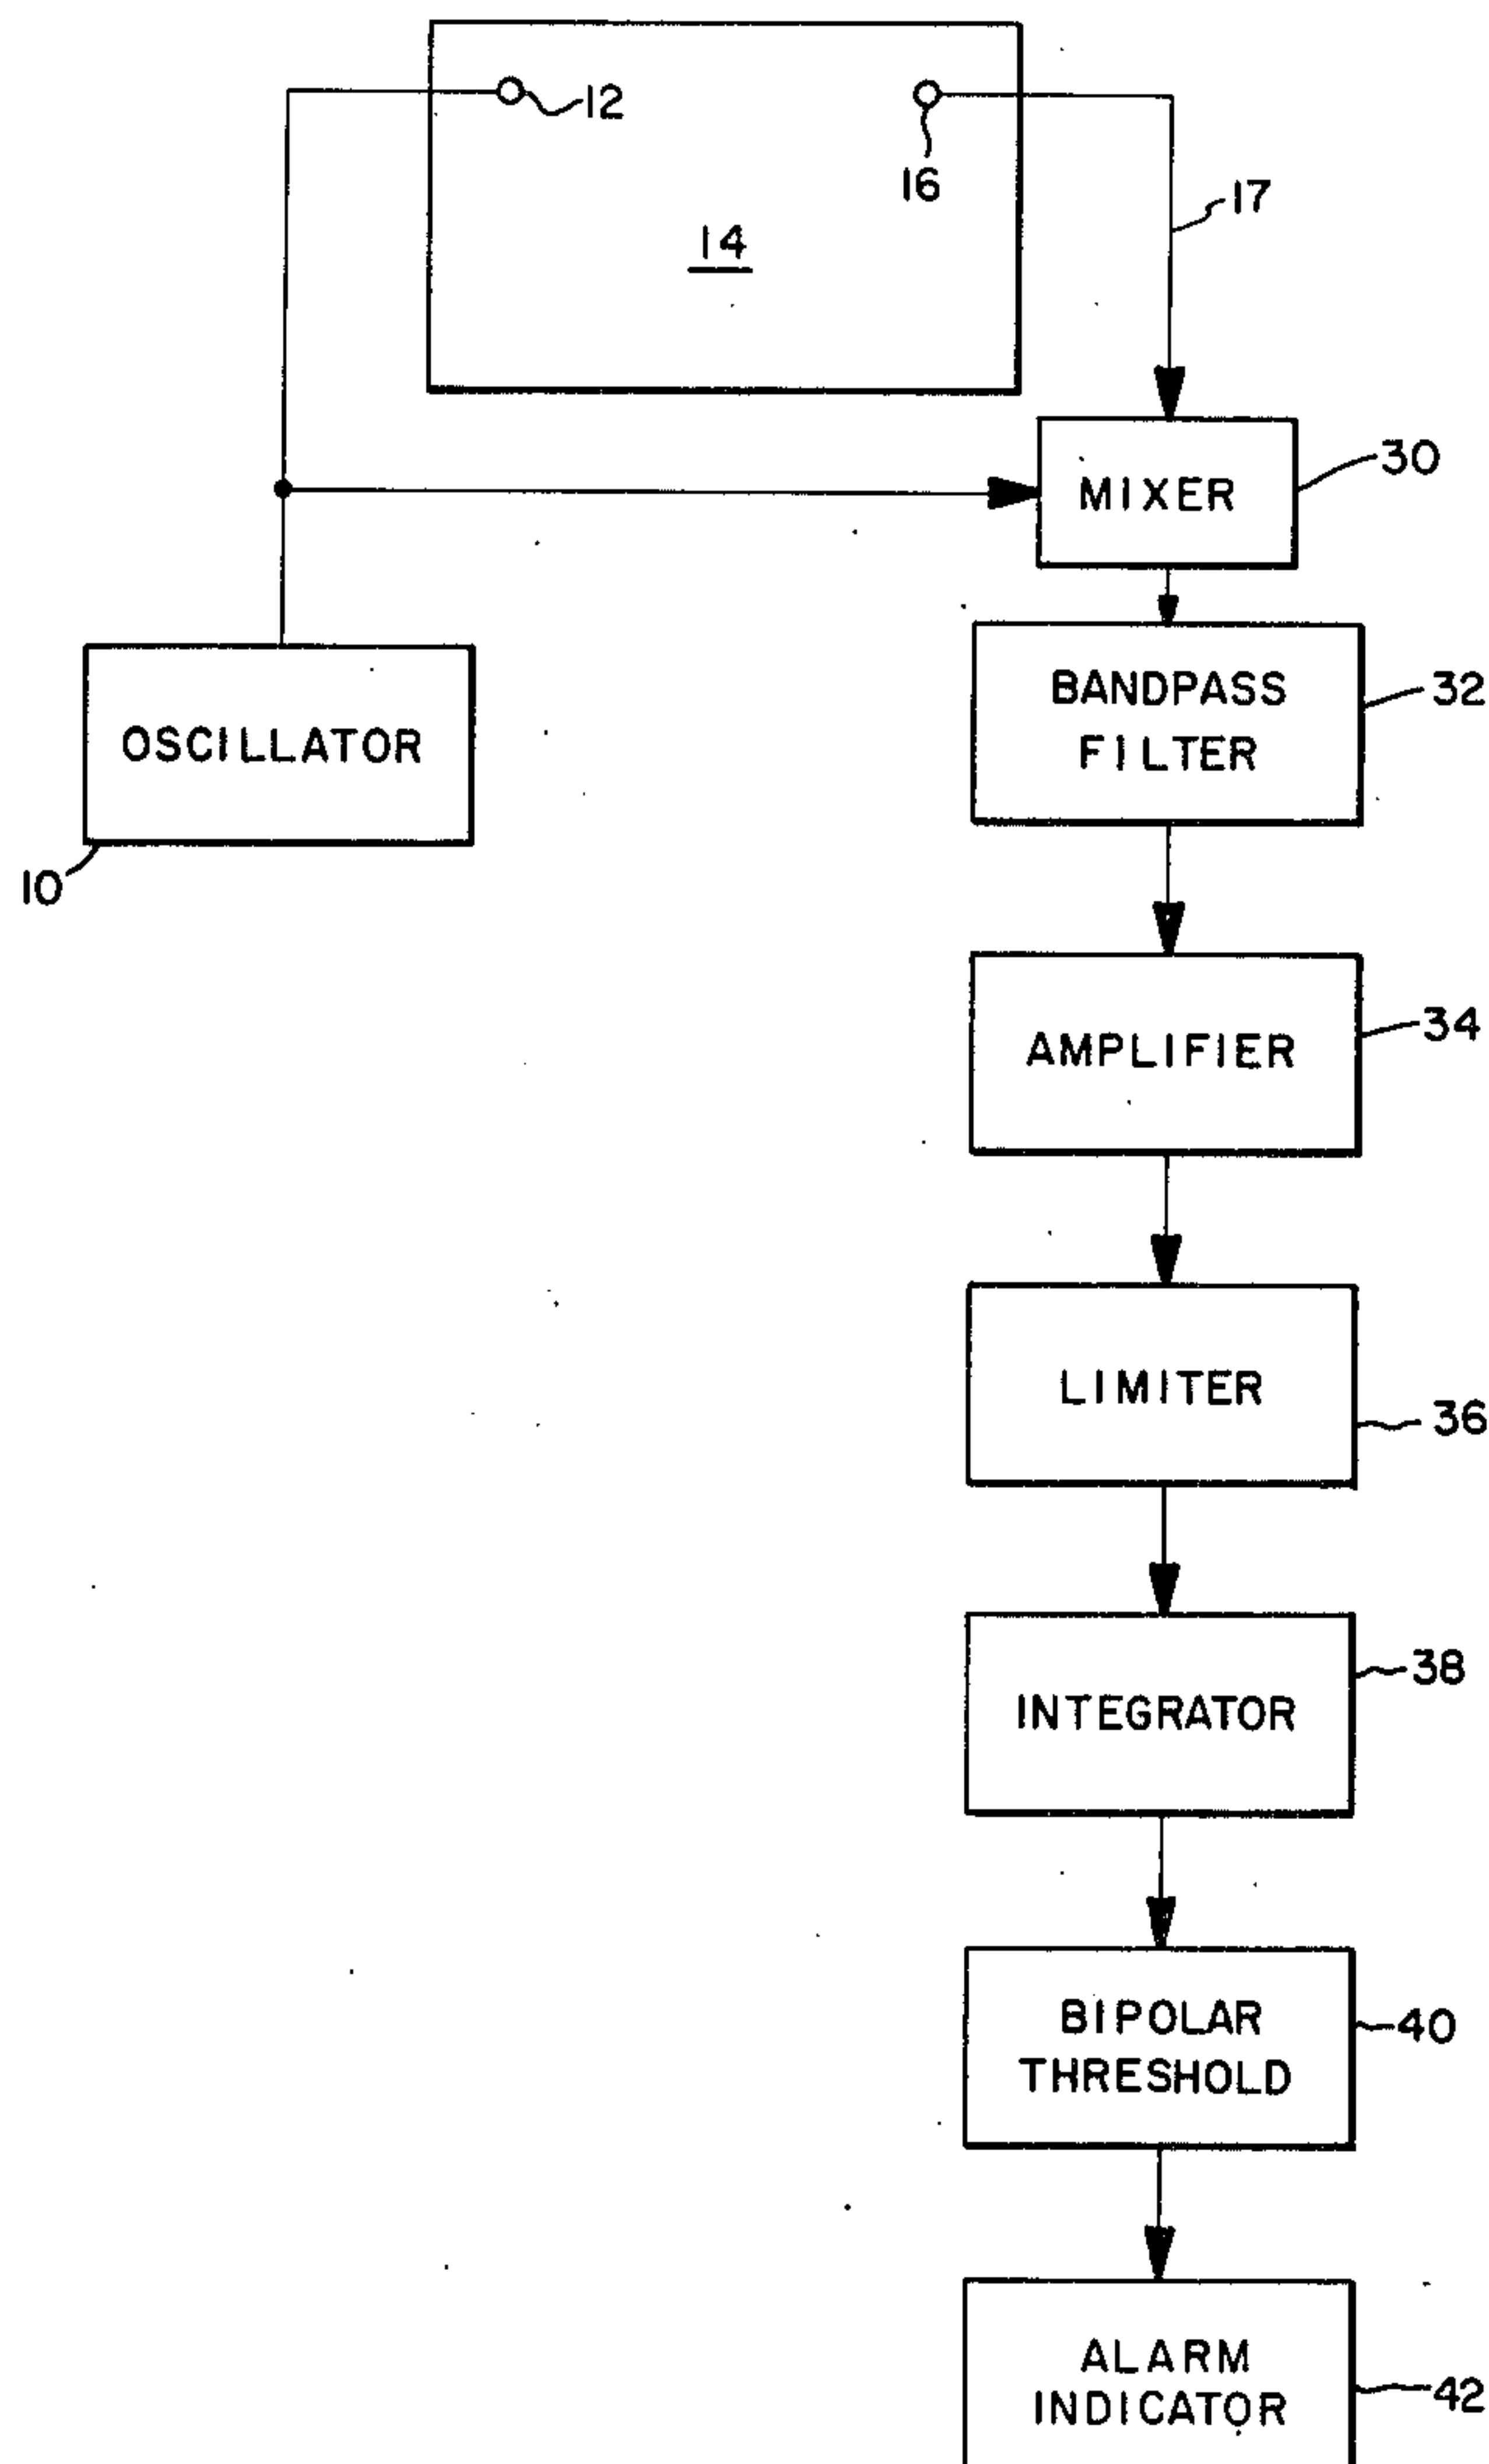 12
16
17
14
MIXER
30
OSCILLATOR
10
BANDPASS
FILTER
32
AMPLIFIER
34
LIMITER
36
INTEGRATOR
38
BIPOLAR
THRESHOLD
40
ALARM
INDICATOR
42